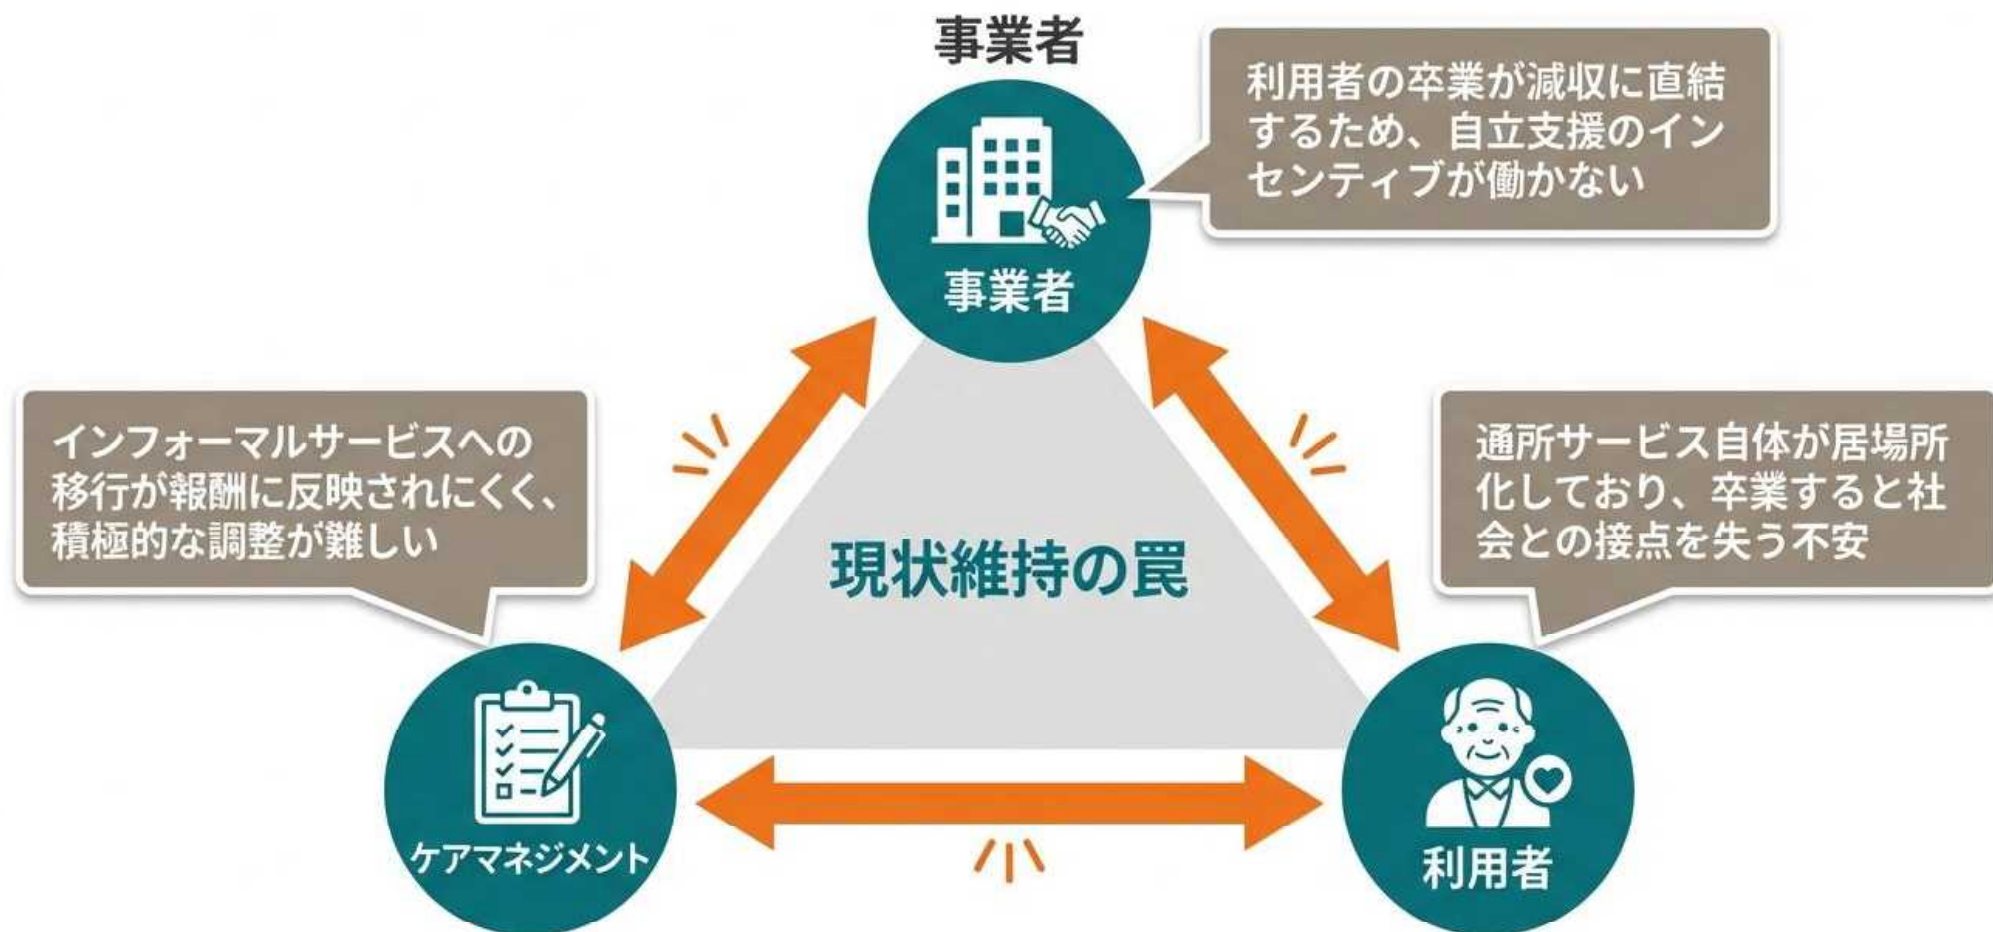 事業者
利用者の卒業が減収に直結
するため、自立支援のイン
センティブが働かない
事業者
インフォーマルサービスへの
移行が報酬に反映されにくく、
積極的な調整が難しい
通所サービス自体が居場所
化しており、卒業すると社
会との接点を失う不安
現状維持の罠
ケアマネジメント
利用者